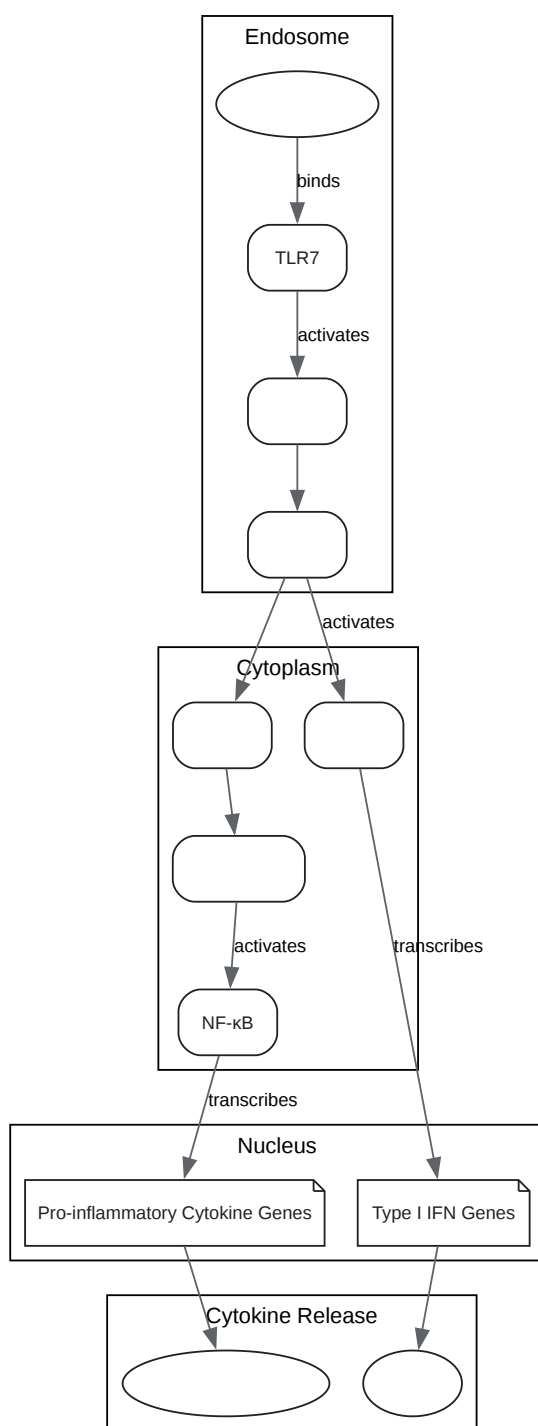 Endosome
binds
TLR7
activates
activates
Cytoplasm
activates
transcribes
NF-κB
transcribes
Nucleus
Pro-inflammatory Cytokine Genes
Type I IFN Genes
Cytokine Release